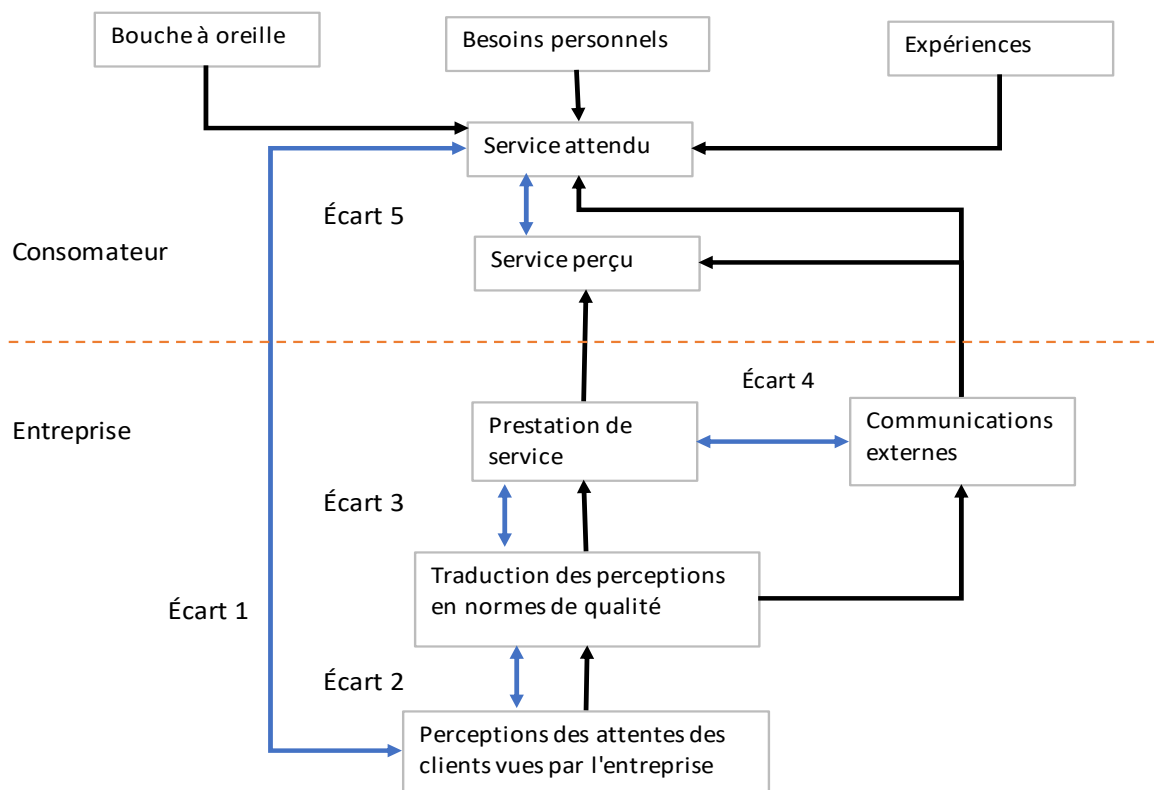 Bouche à oreille
Besoins personnels
Expériences
Service attendu
Écart 5
Consomateur
Service perçu
Écart 4
Entreprise
Prestation de
service
Communications
externes
Écart 3
Traduction des perceptions
en normes de qualité
Écart 1
Écart 2
Perceptions des attentes des
clients vues par l'entreprise